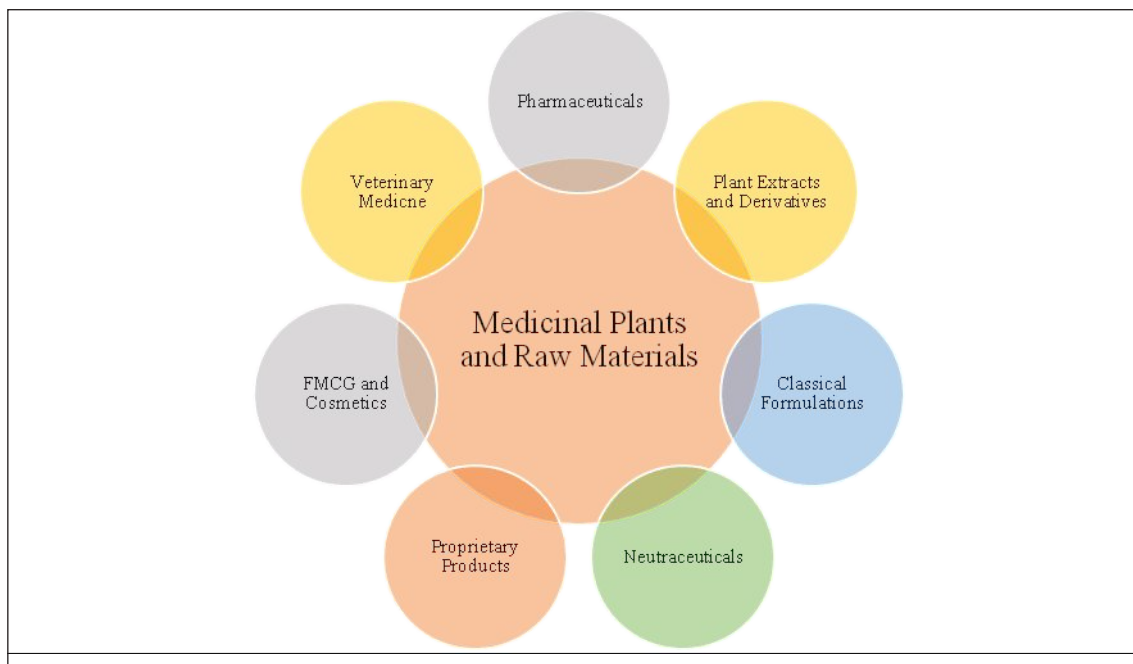 Pharmaceuticals
Plant Extracts
and Derivatives
Classical
Formulations
Neutraceuticals
Proprietary
Products
FMCG and
Cosmetics
Veterinary
Medicne
Medicinal Plants
and Raw Materials